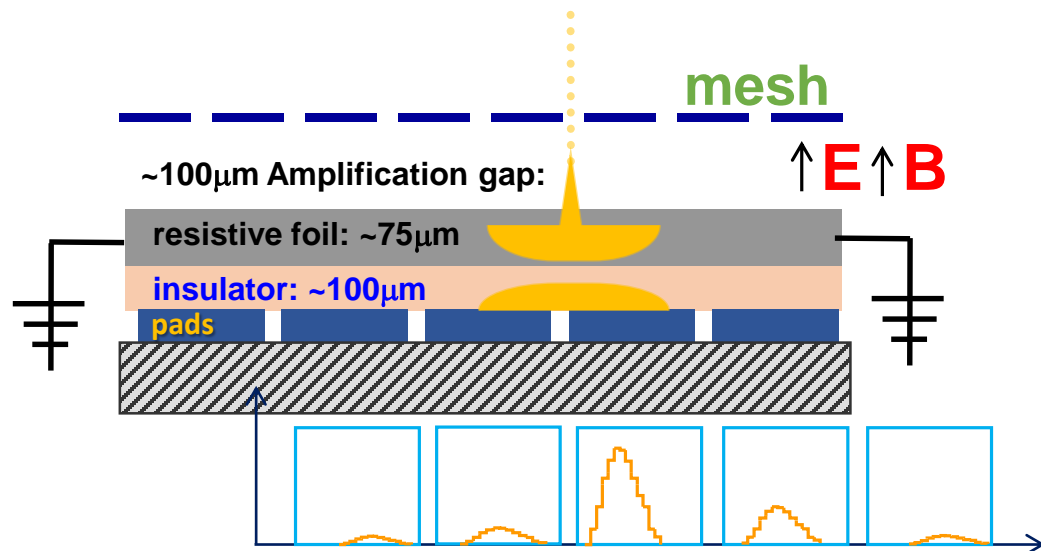 mesh
~100μm Amplification gap:
E B
resistive foil: ~75μm
insulator: ~100μm
pads